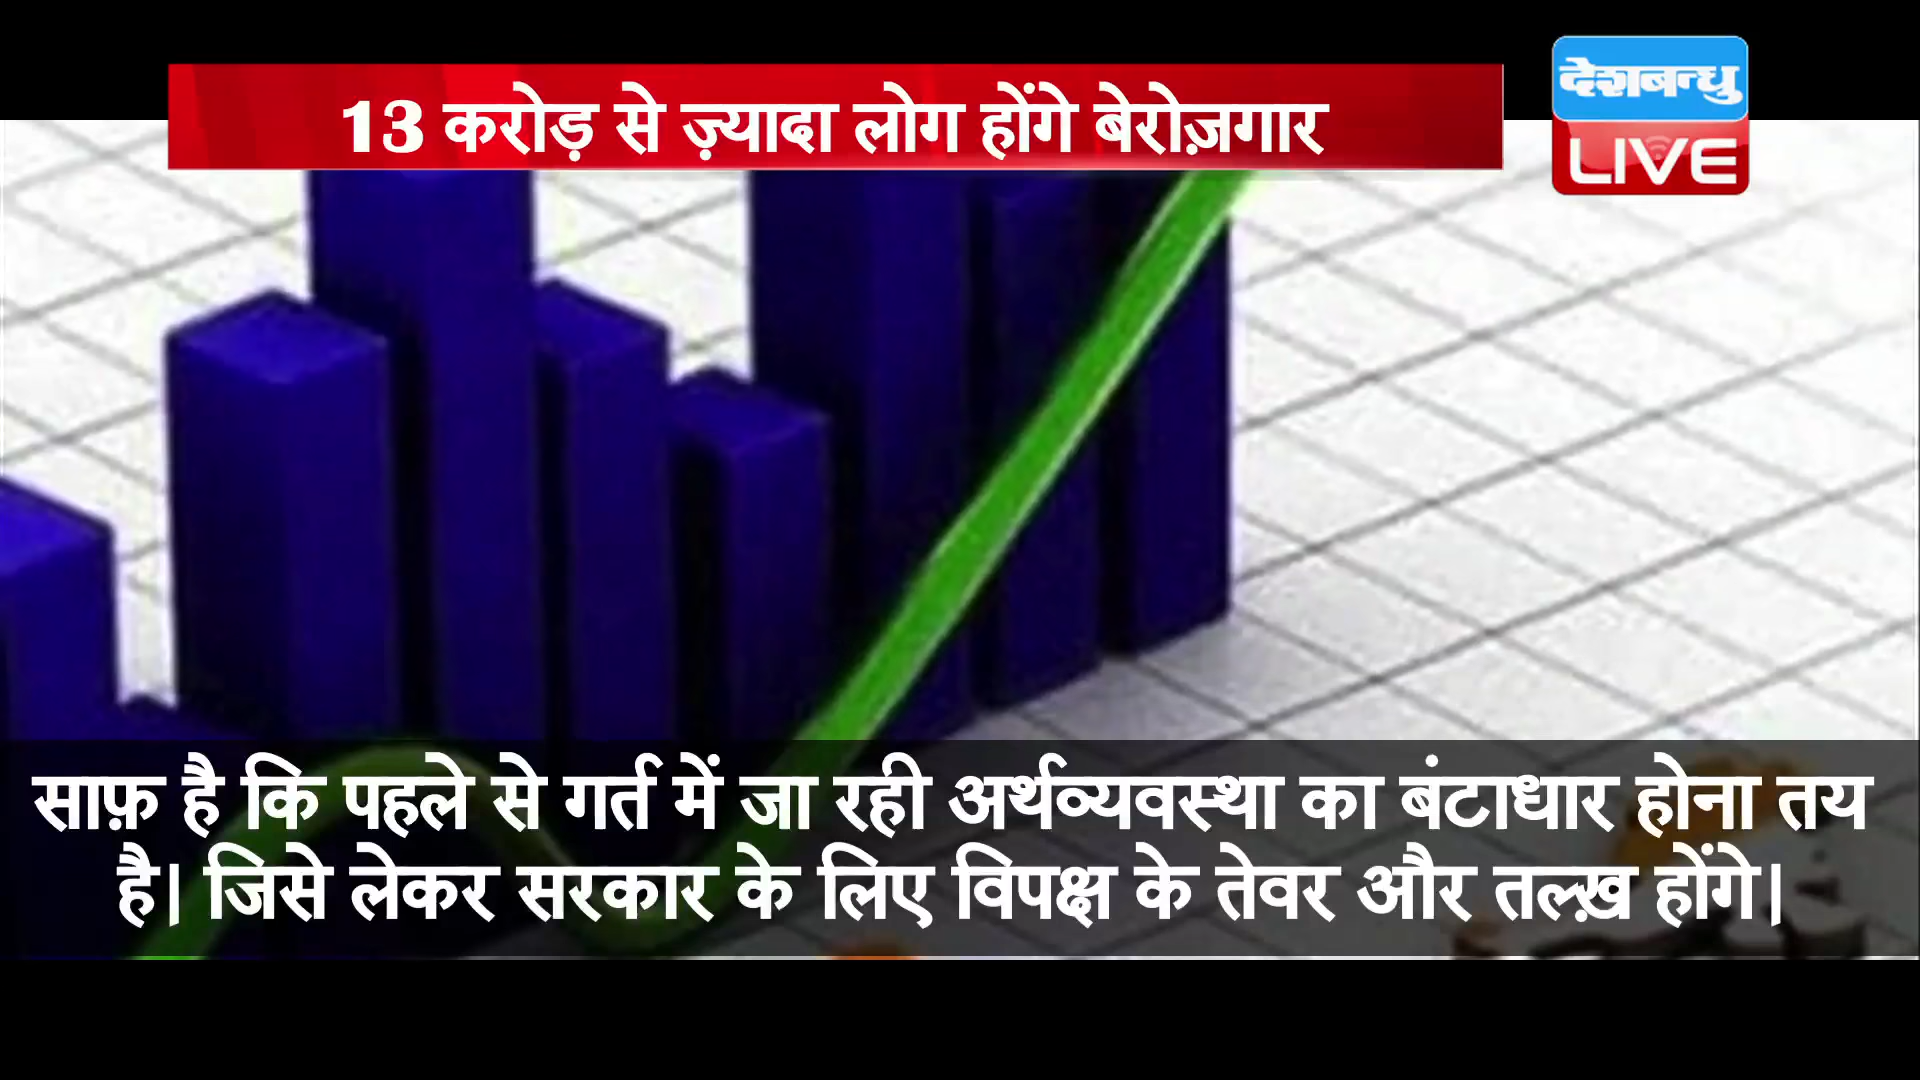 13 करोड़ से ज़्यादा लोग होंगे बेरोज़गार
देशबन्धु
LIVE
साफ़ है कि पहले से गर्त में जा रही अर्थव्यवस्था का बंटाधार होना तय
है। जिसे लेकर सरकार के लिए विपक्ष के तेवर और तल्ख़ होंगे।